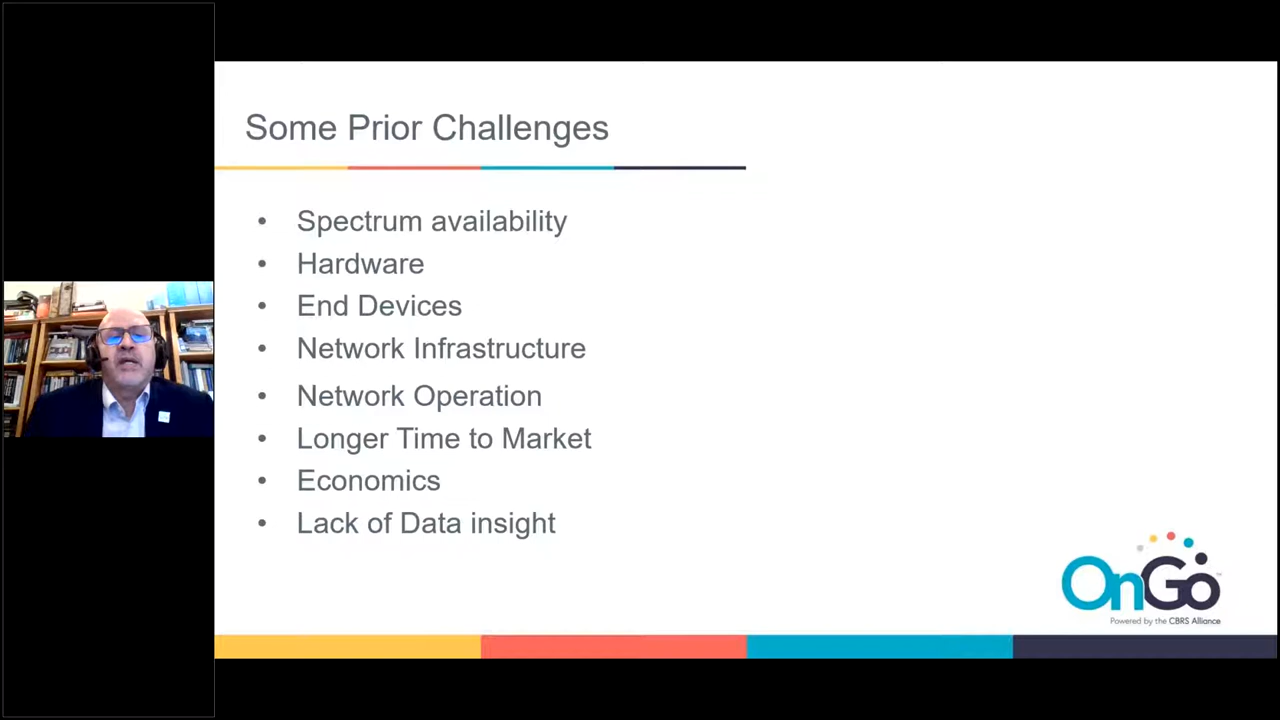 Some Prior Challenges
• Spectrum availability
• Hardware
• End Devices
• Network Infrastructure
• Network Operation
• Longer Time to Market
• Economics
• Lack of Data insight
OnGo
Powered by the CBRS Alliance